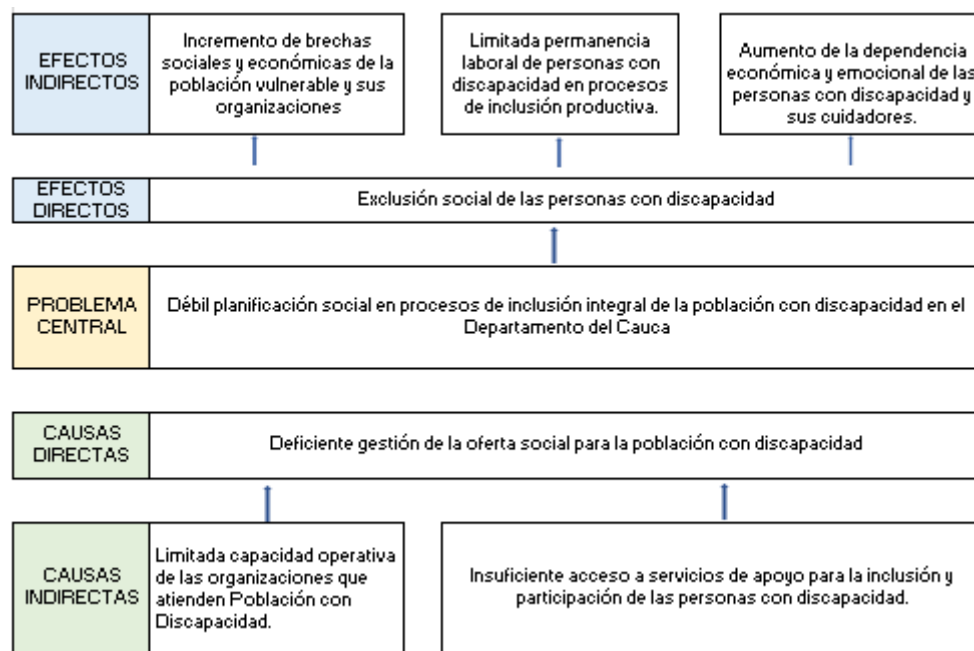 EFECTOS
INDIRECTOS
Incremento de brechas
sociales y económicas de la
población vulnerable y sus
organizaciones
Limitada permanencia
laboral de personas con
discapacidad en procesos
de inclusión productiva.
Aumento de la dependencia
económica y emocional de las
personas con discapacidad y
sus cuidadores.
EFECTOS
DIRECTOS
Exclusión social de las personas con discapacidad
PROBLEMA
CENTRAL
Débil planificación social en procesos de inclusión integral de la población con discapacidad en el
Departamento del Cauca
CAUSAS
DIRECTAS
Deficiente gestión de la oferta social para la población con discapacidad
CAUSAS
INDIRECTAS
Limitada capacidad operativa
de las organizaciones que
atienden Población con
Discapacidad.
Insuficiente acceso a servicios de apoyo para la inclusión y
participación de las personas con discapacidad.